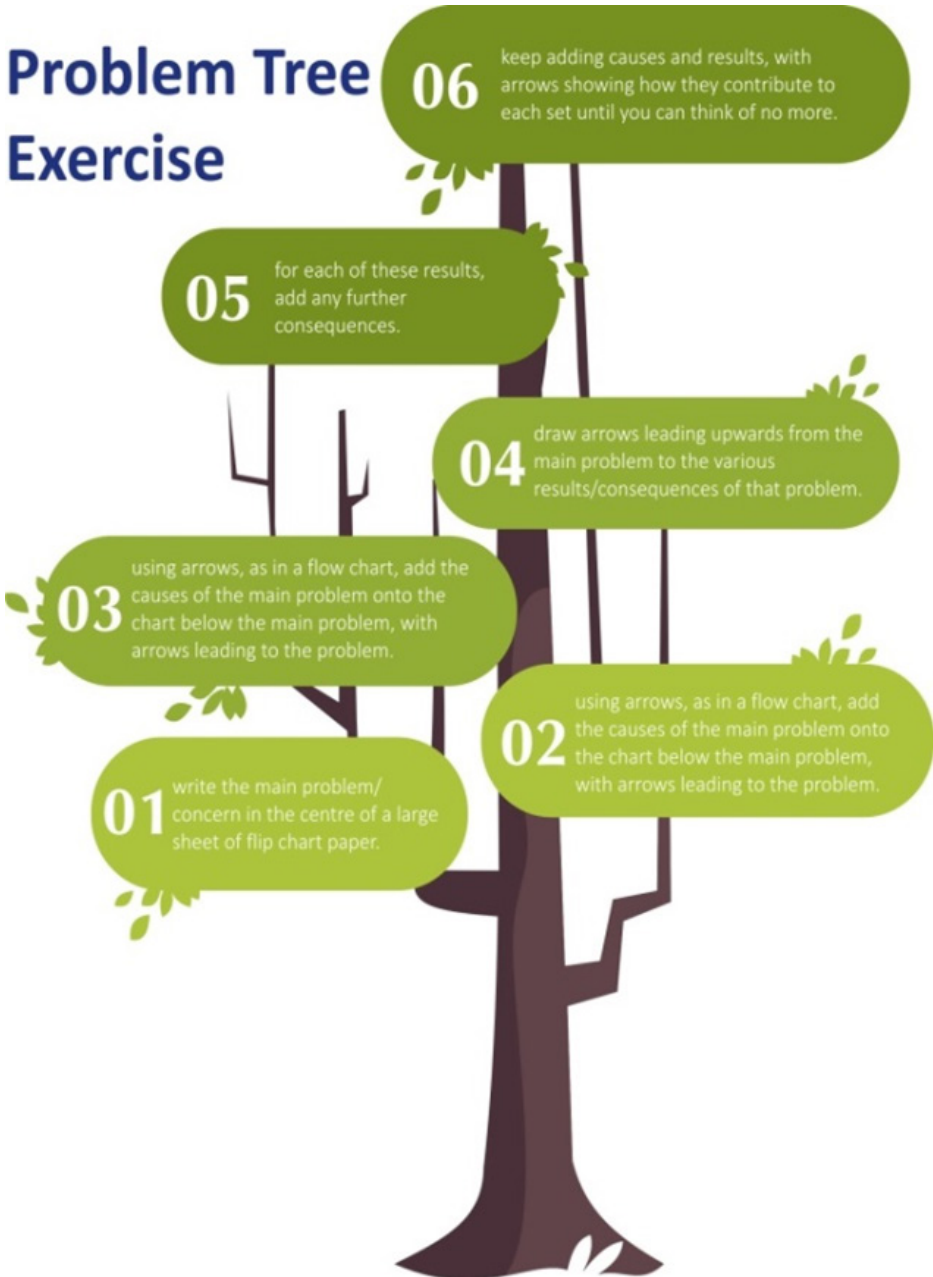 Problem Tree
Exercise
06
keep adding causes and results, with
arrows showing how they contribute to
each set until you can think of no more.
05
for each of these results,
add any further
consequences.
04
draw arrows leading upwards from the
main problem to the various
results/consequences of that problem.
03
using arrows, as in a flow chart, add the
causes of the main problem onto the
chart below the main problem, with
arrows leading to the problem.
02
using arrows, as in a flow chart, add
the causes of the main problem onto
the chart below the main problem,
with arrows leading to the problem.
01
write the main problem/
concern in the centre of a large
sheet of flip chart paper.